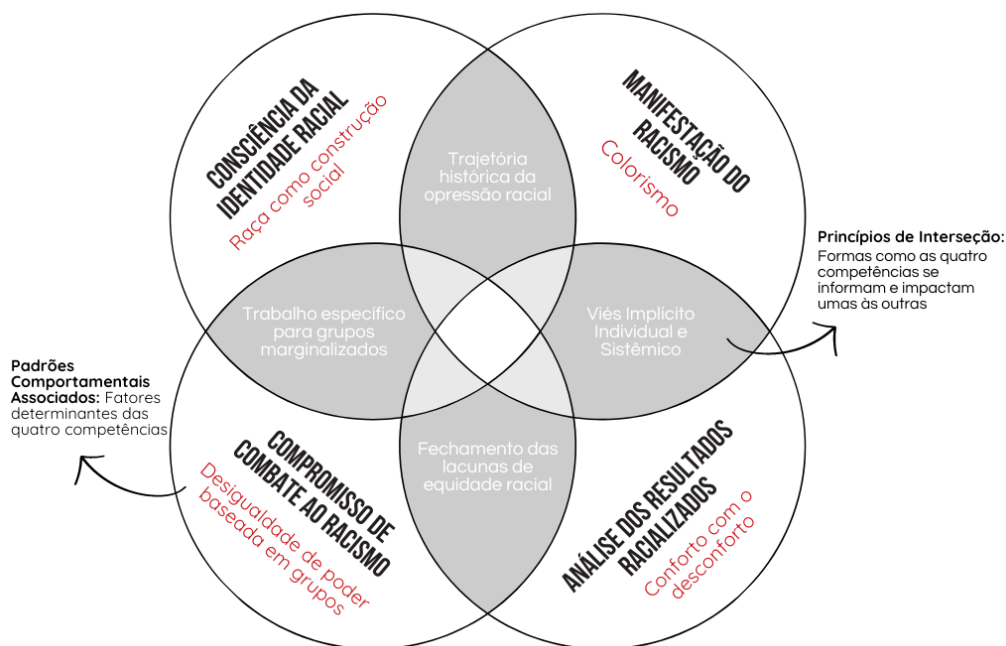 CONSCIÊNCIA DA
IDENTIDADE RACIAL
Raça como construção
social
MANIFESTAÇÃO DO
RACISMO
Colorismo
Trajetória
histórica da
opressão racial
Princípios de Interseção:
Formas como as quatro
competências se
informam e impactam
umas às outras
Trabalho específico
para grupos
marginalizados
Viés Implícito
Individual e
Sistêmico
Padrões
Comportamentais
Associados: Fatores
determinantes das
quatro competências
COMPROMISSO DE
COMBATE AO RACISMO
Desigualdade de poder
baseada em grupos
Fechamento das
lacunas de
equidade racial
ANÁLISE DOS RESULTADOS
RACIALIZADOS
Conforto com o
desconforto